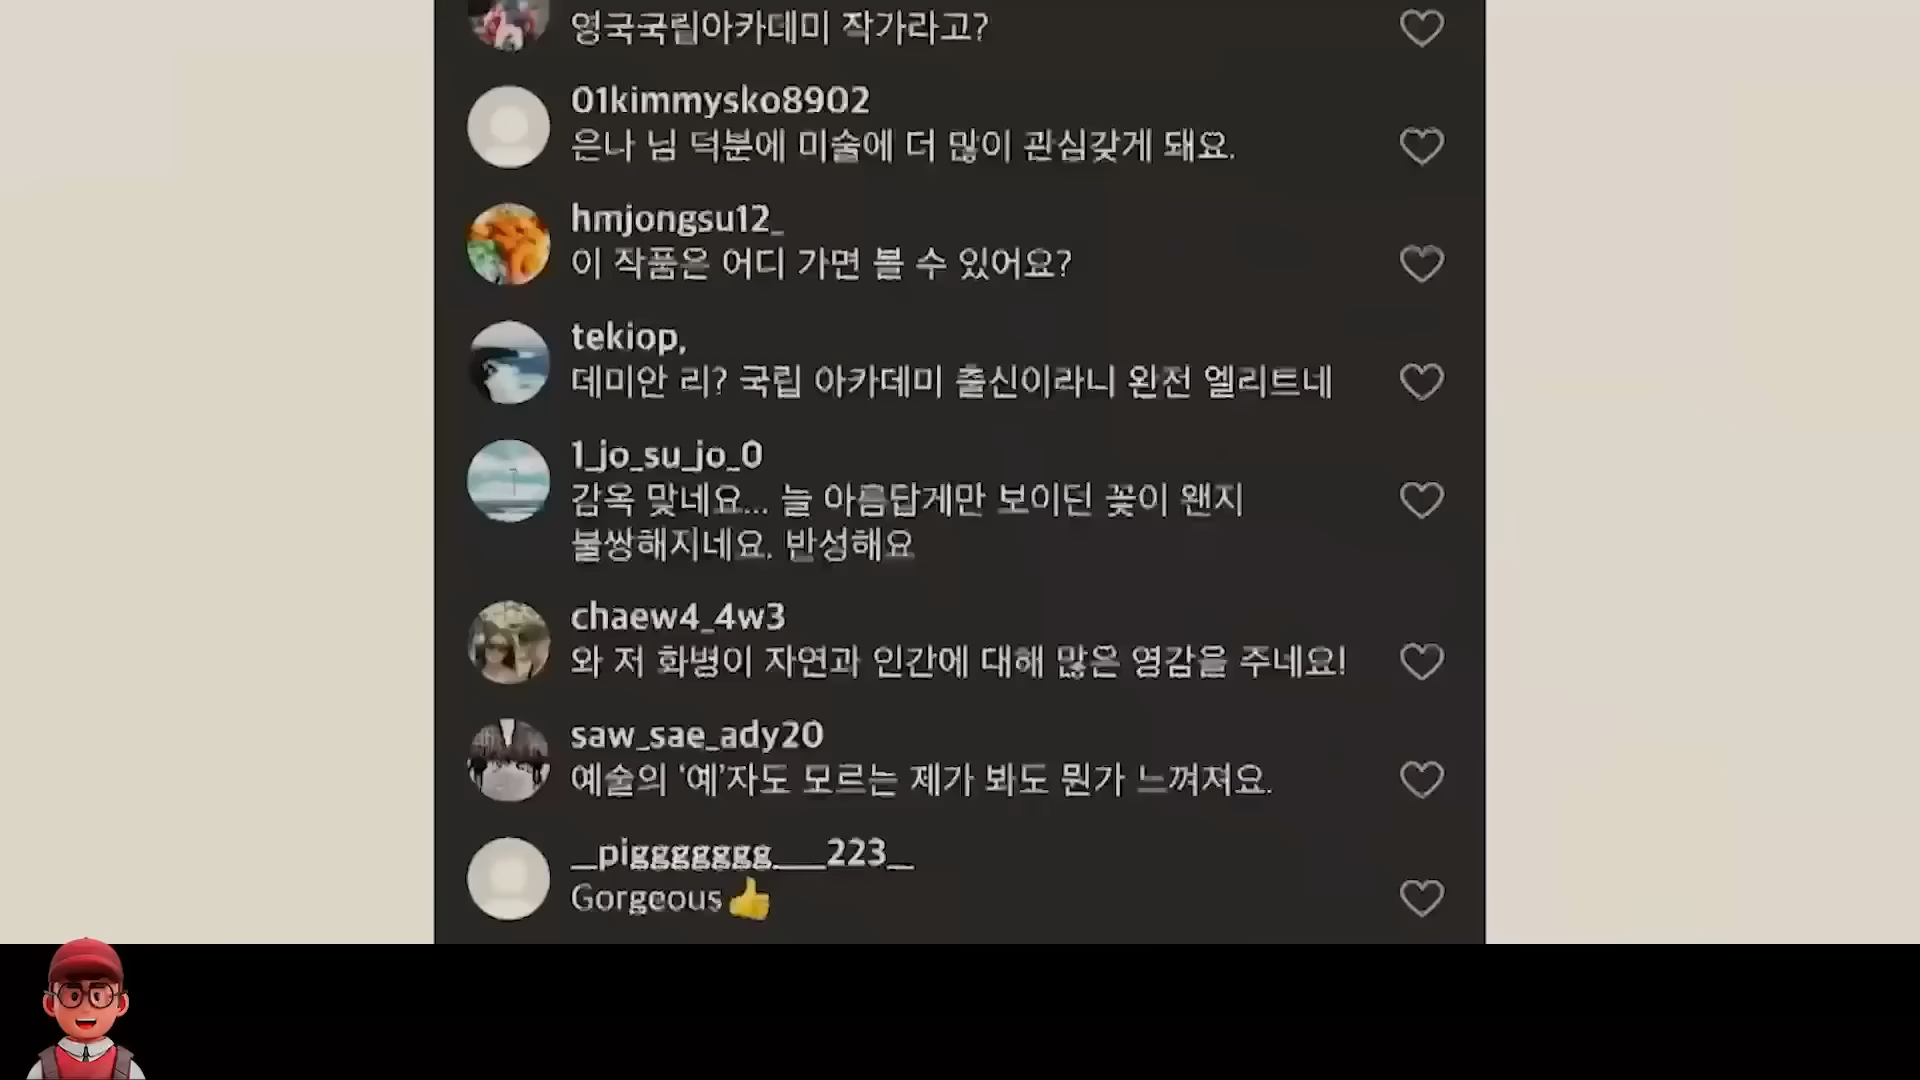 영국국립아카데미 작가라고?
01kimmysko8902
은나 님 덕분에 미술에 더 많이 관심갖게 돼요.
hmjongsu12_
이 작품은 어디 가면 볼 수 있어요?
tekiop,
데미안 리? 국립 아카데미 출신이라니 완전 엘리트네
1_jo_su_jo_0
감옥 맞네요... 늘 아름답게만 보이던 꽃이 왠지
불쌍해지네요. 반성해요
chaew4_4w3
와 저 화병이 자연과 인간에 대해 많은 영감을 주네요!
saw_sae_ady20
예술의 ‘예’자도 모르는 제가 봐도 뭔가 느껴져요.
__piggggggg___223__
Gorgeous👍